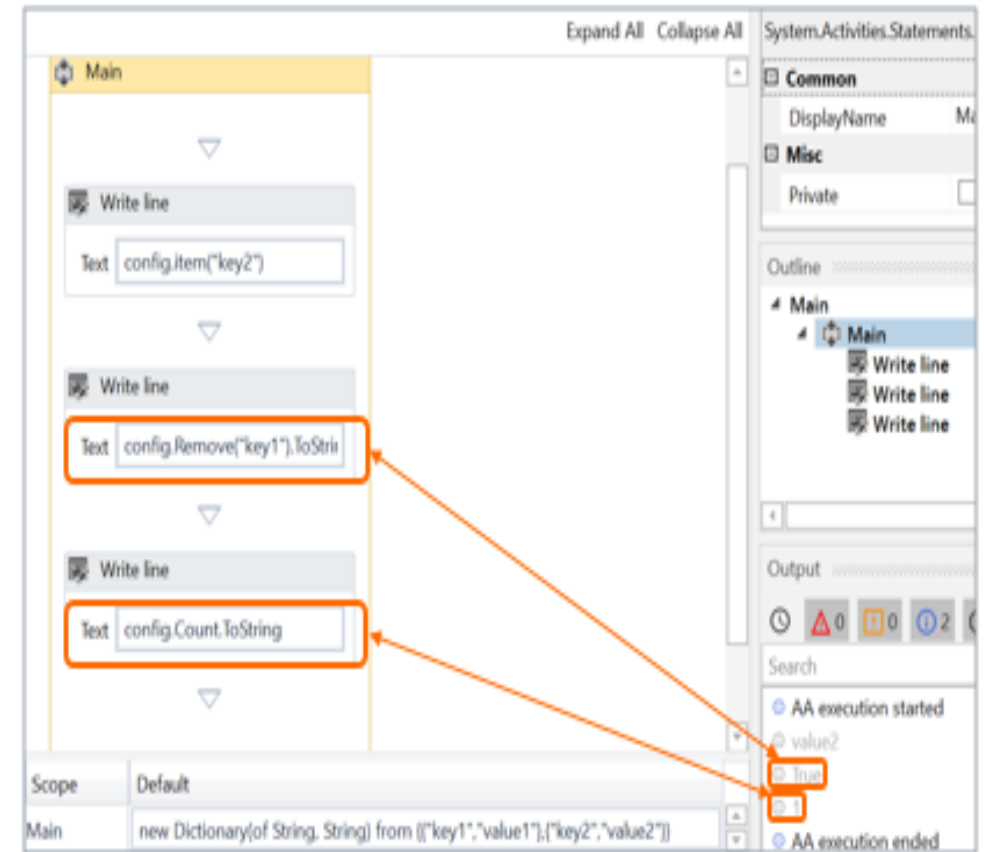 Expand All Collapse All
Main
Write line
Text config.item("key2")
Write line
Text config.Remove("key1").ToStrin
Write line
Text config.Count.ToString
Scope Default
Main new Dictionary(of String, String) from {{"key1","value1"},{"key2","value2"}}
System.Activities.Statements.
Common
DisplayName Ma
Misc
Private
Outline
Main
Main
Write line
Write line
Write line
Output
0 0 2
Search
AA execution started
value2
True
1
AA execution ended